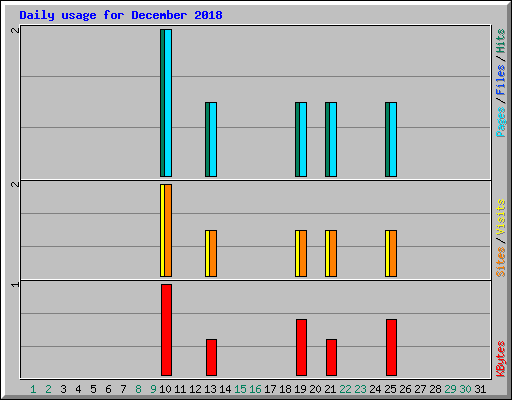 Daily usage for December 2018
2
2
1
Pages / Files / Hits
Sites / Visits
KBytes
1 2 3 4 5 6 7 8 9 10 11 12 13 14 15 16 17 18 19 20 21 22 23 24 25 26 27 28 29 30 31